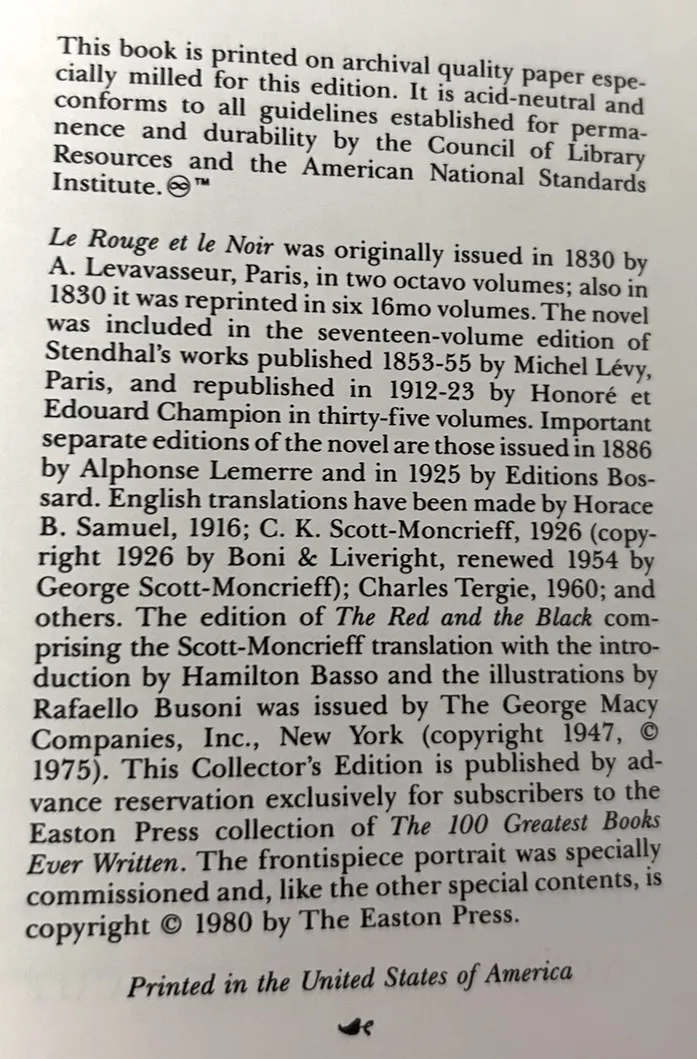 This book is printed on archival quality paper espe-
cially milled for this edition. It is acid-neutral and
conforms to all guidelines established for perma-
nence and durability by the Council of Library
Resources and the American National Standards
Institute. ♾™
Le Rouge et le Noir was originally issued in 1830 by
A. Levavasseur, Paris, in two octavo volumes; also in
1830 it was reprinted in six 16mo volumes. The novel
was included in the seventeen-volume edition of
Stendhal's works published 1853-55 by Michel Lévy,
Paris, and republished in 1912-23 by Honoré et
Edouard Champion in thirty-five volumes. Important
separate editions of the novel are those issued in 1886
by Alphonse Lemerre and in 1925 by Editions Bos-
sard. English translations have been made by Horace
B. Samuel, 1916; C. K. Scott-Moncrieff, 1926 (copy-
right 1926 by Boni & Liveright, renewed 1954 by
George Scott-Moncrieff); Charles Tergie, 1960; and
others. The edition of The Red and the Black com-
prising the Scott-Moncrieff translation with the intro-
duction by Hamilton Basso and the illustrations by
Rafaello Busoni was issued by The George Macy
Companies, Inc., New York (copyright 1947, ©
1975). This Collector's Edition is published by ad-
vance reservation exclusively for subscribers to the
Easton Press collection of The 100 Greatest Books
Ever Written. The frontispiece portrait was specially
commissioned and, like the other special contents, is
copyright © 1980 by The Easton Press.
Printed in the United States of America